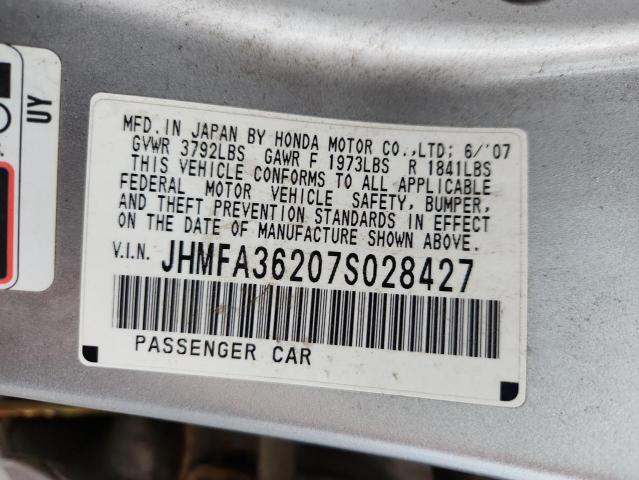 UY
MFD. IN JAPAN BY HONDA MOTOR CO.,LTD; 6/'07
GVWR 3792LBS GAWR F 1973LBS R 1841LBS
THIS VEHICLE CONFORMS TO ALL APPLICABLE
FEDERAL MOTOR VEHICLE SAFETY, BUMPER,
AND THEFT PREVENTION STANDARDS IN EFFECT
ON DATE OF MANUFACTURE SHOWN ABOVE.
V.I.N. JHMFA36207S028427
PASSENGER CAR